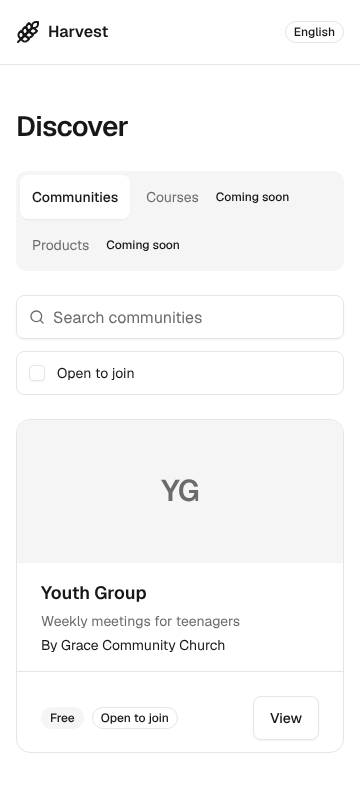 Harvest English
Discover
Communities Courses Coming soon
Products Coming soon
Search communities
Open to join
YG
Youth Group
Weekly meetings for teenagers
By Grace Community Church
Free Open to join View